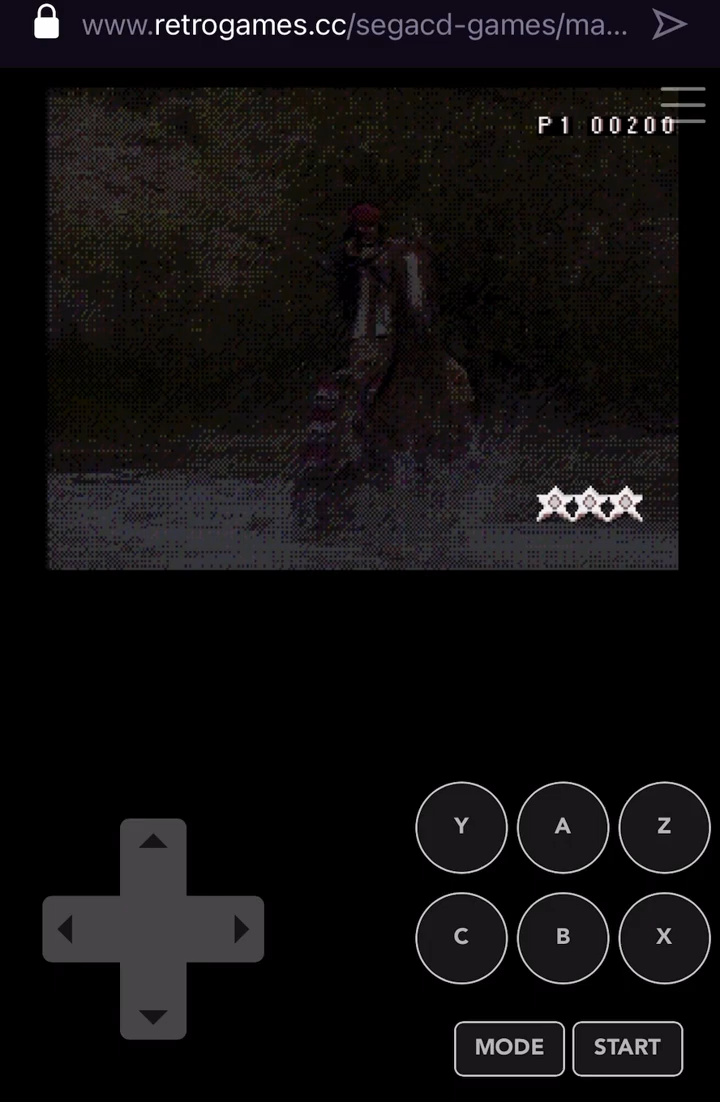 www.retrogames.cc/segacd-games/ma...
P1 00200
Y A Z
C B X
MODE START